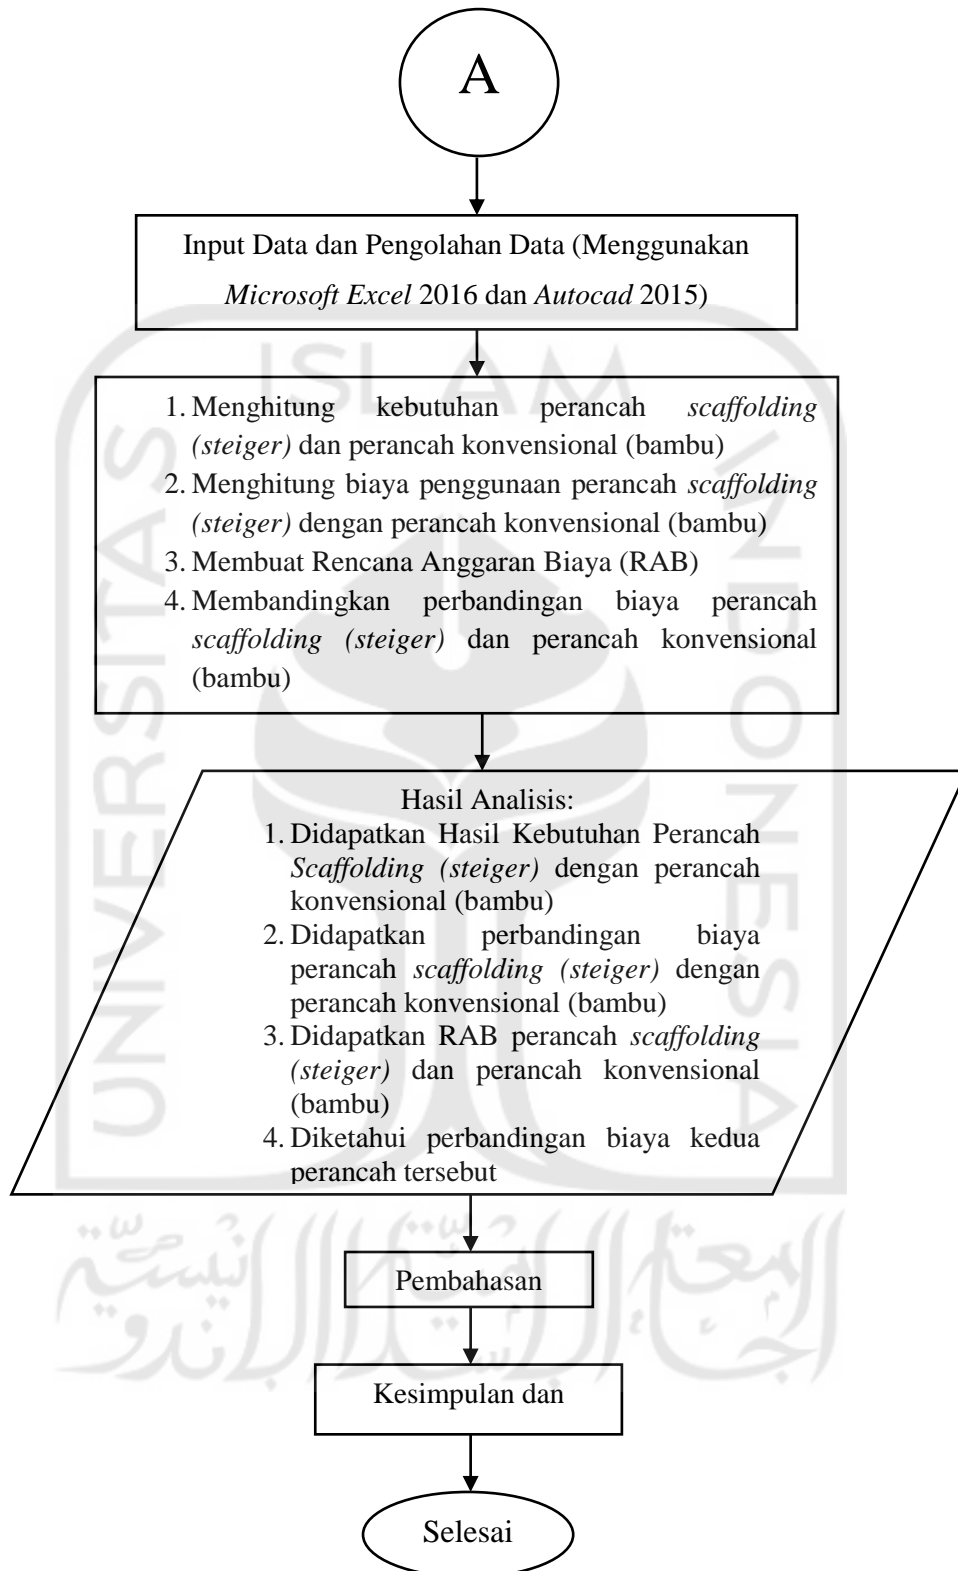 A
Input Data dan Pengolahan Data (Menggunakan
Microsoft Excel 2016 dan Autocad 2015)
1. Menghitung kebutuhan perancah scaffolding
(steiger) dan perancah konvensional (bambu)
2. Menghitung biaya penggunaan perancah scaffolding
(steiger) dengan perancah konvensional (bambu)
3. Membuat Rencana Anggaran Biaya (RAB)
4. Membandingkan perbandingan biaya perancah
scaffolding (steiger) dan perancah konvensional
(bambu)
Hasil Analisis:
1. Didapatkan Hasil Kebutuhan Perancah
Scaffolding (steiger) dengan perancah
konvensional (bambu)
2. Didapatkan perbandingan biaya
perancah scaffolding (steiger) dengan
perancah konvensional (bambu)
3. Didapatkan RAB perancah scaffolding
(steiger) dan perancah konvensional
(bambu)
4. Diketahui perbandingan biaya kedua
perancah tersebut
Pembahasan
Kesimpulan dan
Selesai
UNIVERSITAS
ISLAM
INDONESIA